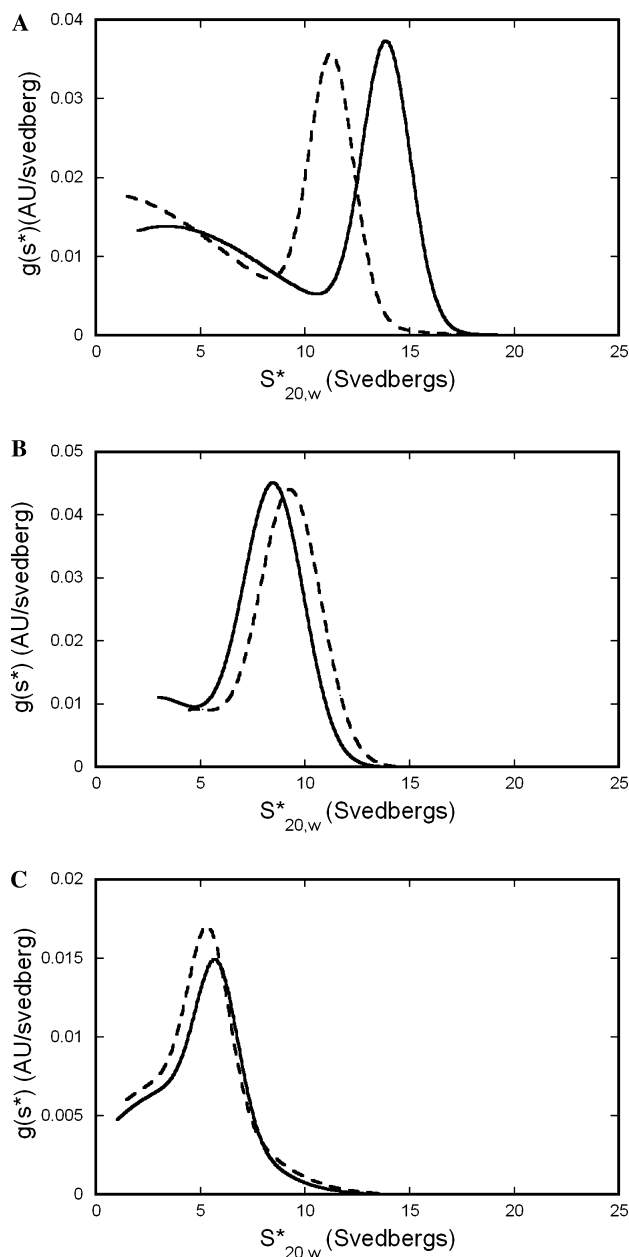 A
0.04
0.03
0.02
0.01
0
g(s*)(AU/svedberg)
0 5 10 15 20 25
S*20,w (Svedbergs)
B
0.05
0.04
0.03
0.02
0.01
0
g(s*) (AU/svedberg)
0 5 10 15 20 25
S*20,w (Svedbergs)
C
0.02
0.015
0.01
0.005
0
g(s*) (AU/svedberg)
0 5 10 15 20 25
S*20,w (Svedbergs)